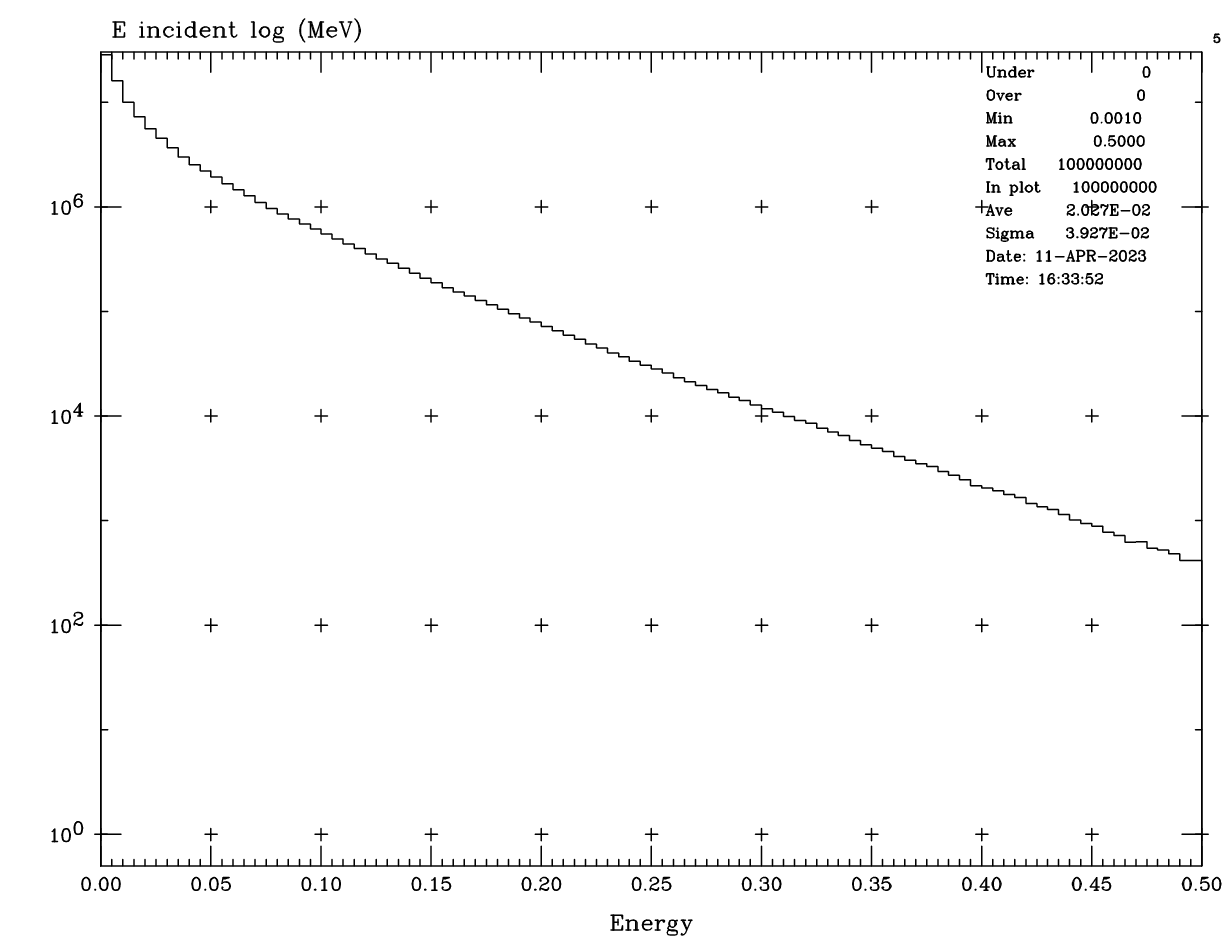 E incident log (MeV)
5
Under 0
Over 0
Min 0.0010
Max 0.5000
Total 100000000
In plot 100000000
Ave 2.027E-02
Sigma 3.927E-02
Date: 11-APR-2023
Time: 16:33:52
10^6
10^4
10^2
10^0
0.00 0.05 0.10 0.15 0.20 0.25 0.30 0.35 0.40 0.45 0.50
Energy